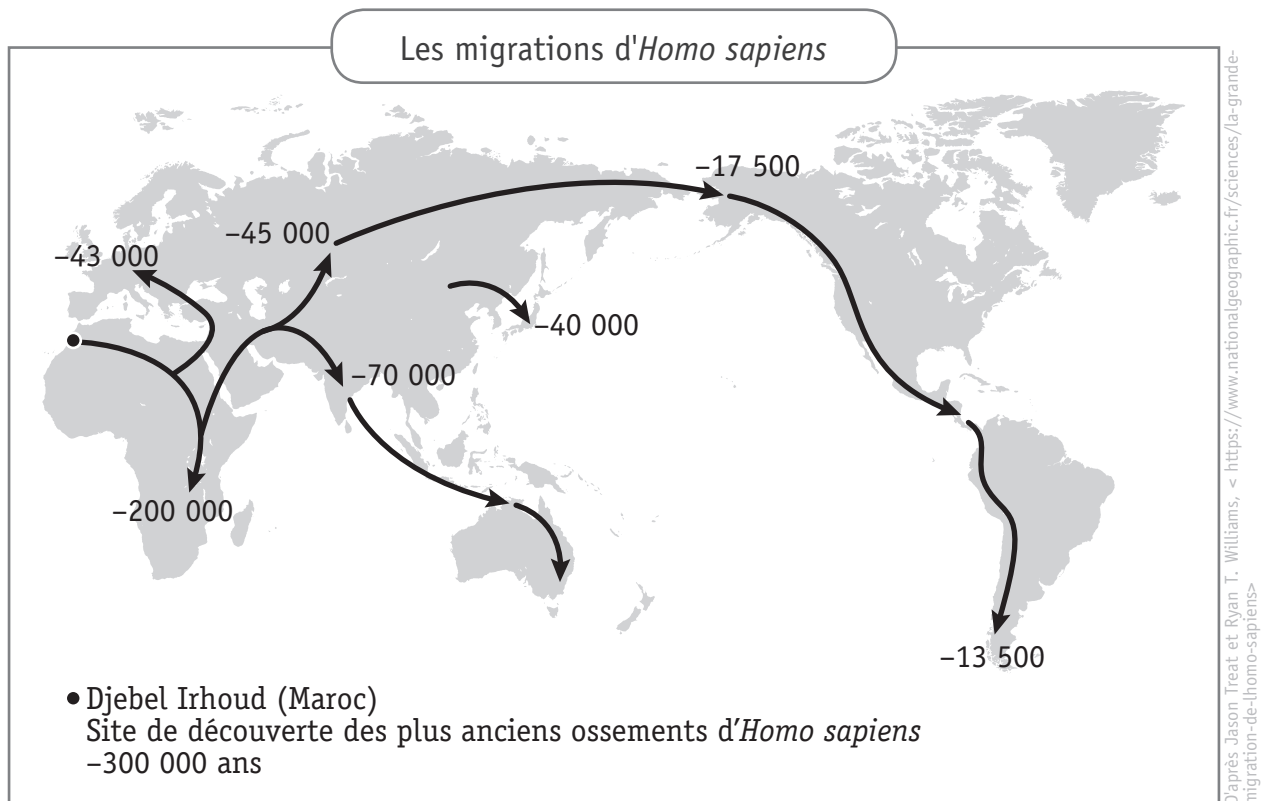 Les migrations d'Homo sapiens
–17 500
–45 000
–43 000
–40 000
–70 000
–200 000
–13 500
Djebel Irhoud (Maroc)
Site de découverte des plus anciens ossements d'Homo sapiens
–300 000 ans
D'après Jason Treat et Ryan T. Williams, < https://www.nationalgeographic.fr/sciences/la-grande-
migration-de-lhomo-sapiens>